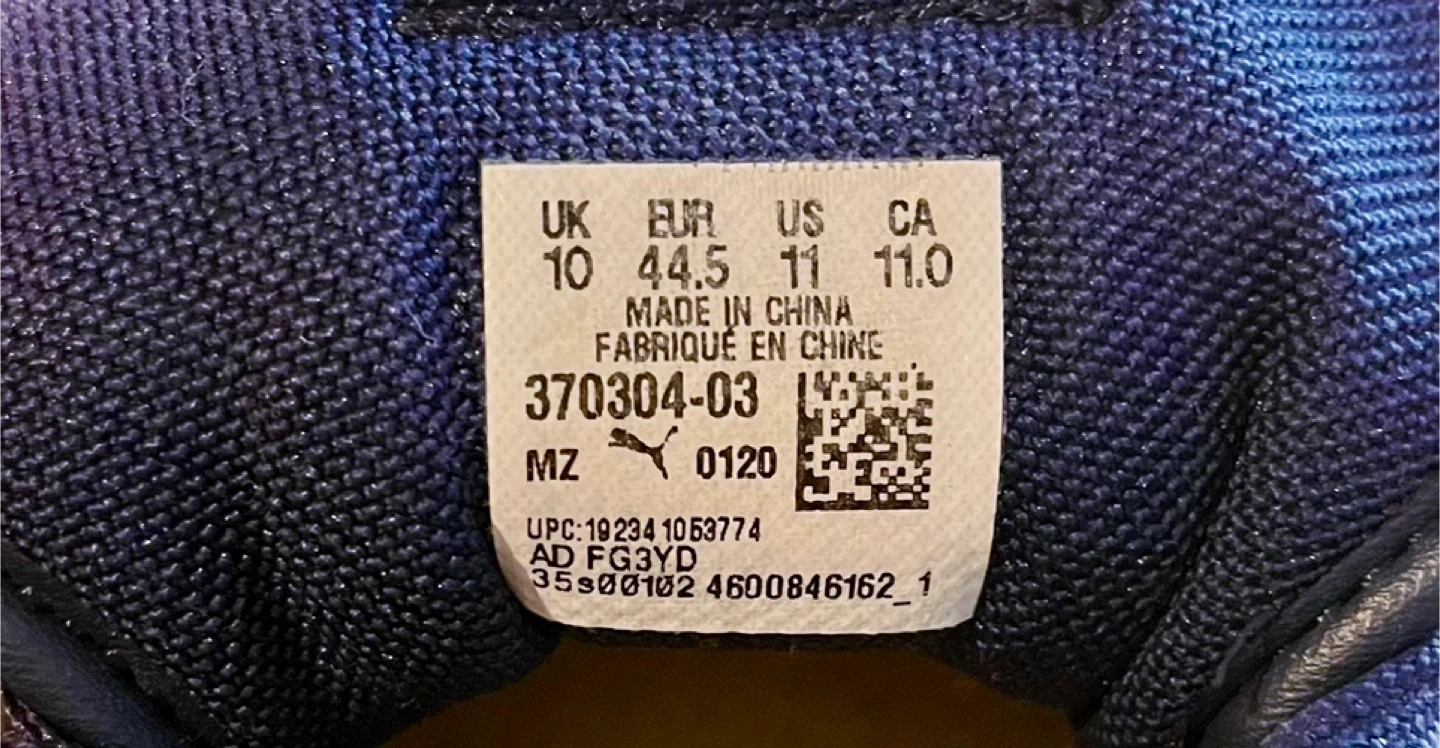 UK EUR US CA
10 44.5 11 11.0
MADE IN CHINA
FABRIQUÉ EN CHINE
370304-03
MZ 0120
UPC:192341053774
AD FG3YD
35s00102 4600846162_1